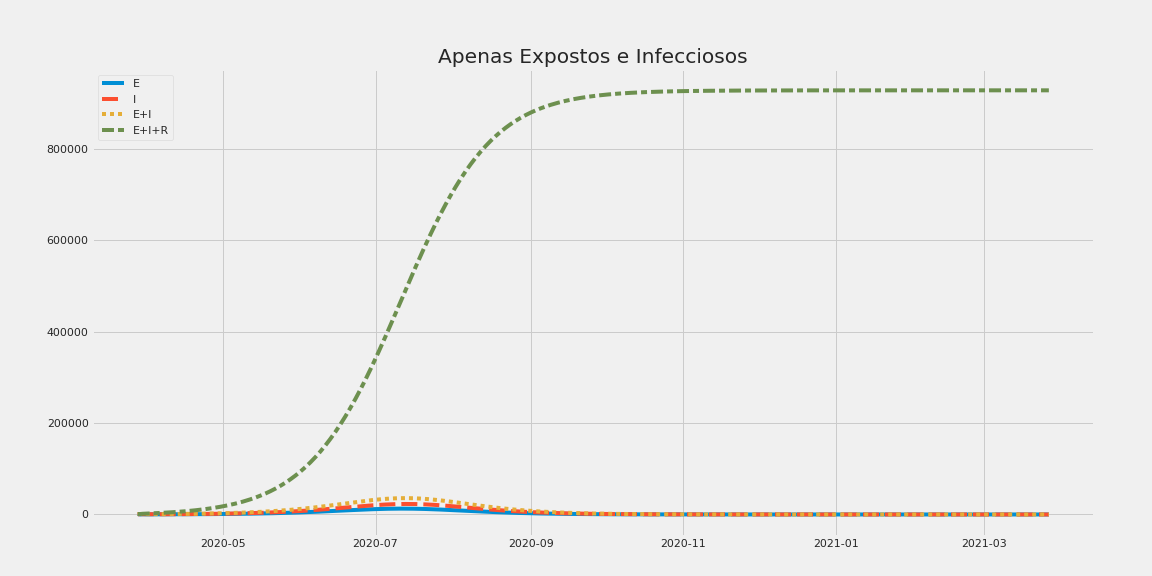 Apenas Expostos e Infecciosos
E
I
E+I
E+I+R
800000
600000
400000
200000
0
2020-05 2020-07 2020-09 2020-11 2021-01 2021-03